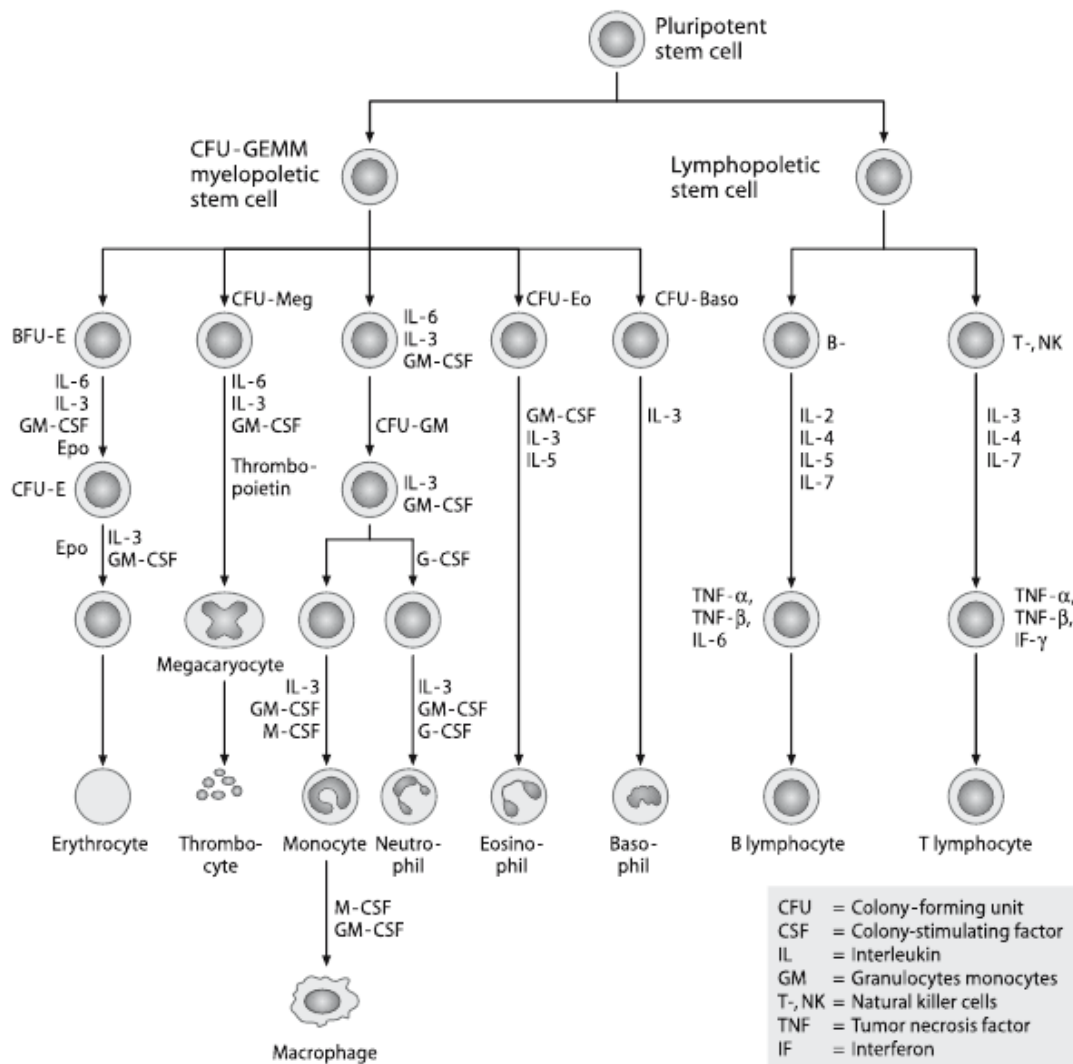 Pluripotent
stem cell
CFU-GEMM
myelopoletic
stem cell
Lymphopoletic
stem cell
BFU-E
CFU-Meg
IL-6
IL-3
GM-CSF
CFU-Eo
CFU-Baso
B-
T-, NK
IL-6
IL-3
GM-CSF
Epo
IL-6
IL-3
GM-CSF
Thrombo-
poietin
CFU-GM
GM-CSF
IL-3
IL-5
IL-3
IL-2
IL-4
IL-5
IL-7
IL-3
IL-4
IL-7
CFU-E
IL-3
GM-CSF
Epo
IL-3
GM-CSF
G-CSF
TNF-α,
TNF-β,
IL-6
TNF-α,
TNF-β,
IF-γ
Megacaryocyte
IL-3
GM-CSF
M-CSF
IL-3
GM-CSF
G-CSF
Erythrocyte
Thrombo-
cyte
Monocyte
Neutro-
phil
Eosino-
phil
Baso-
phil
B lymphocyte
T lymphocyte
M-CSF
GM-CSF
Macrophage
CFU = Colony-forming unit
CSF = Colony-stimulating factor
IL = Interleukin
GM = Granulocytes monocytes
T-, NK = Natural killer cells
TNF = Tumor necrosis factor
IF = Interferon